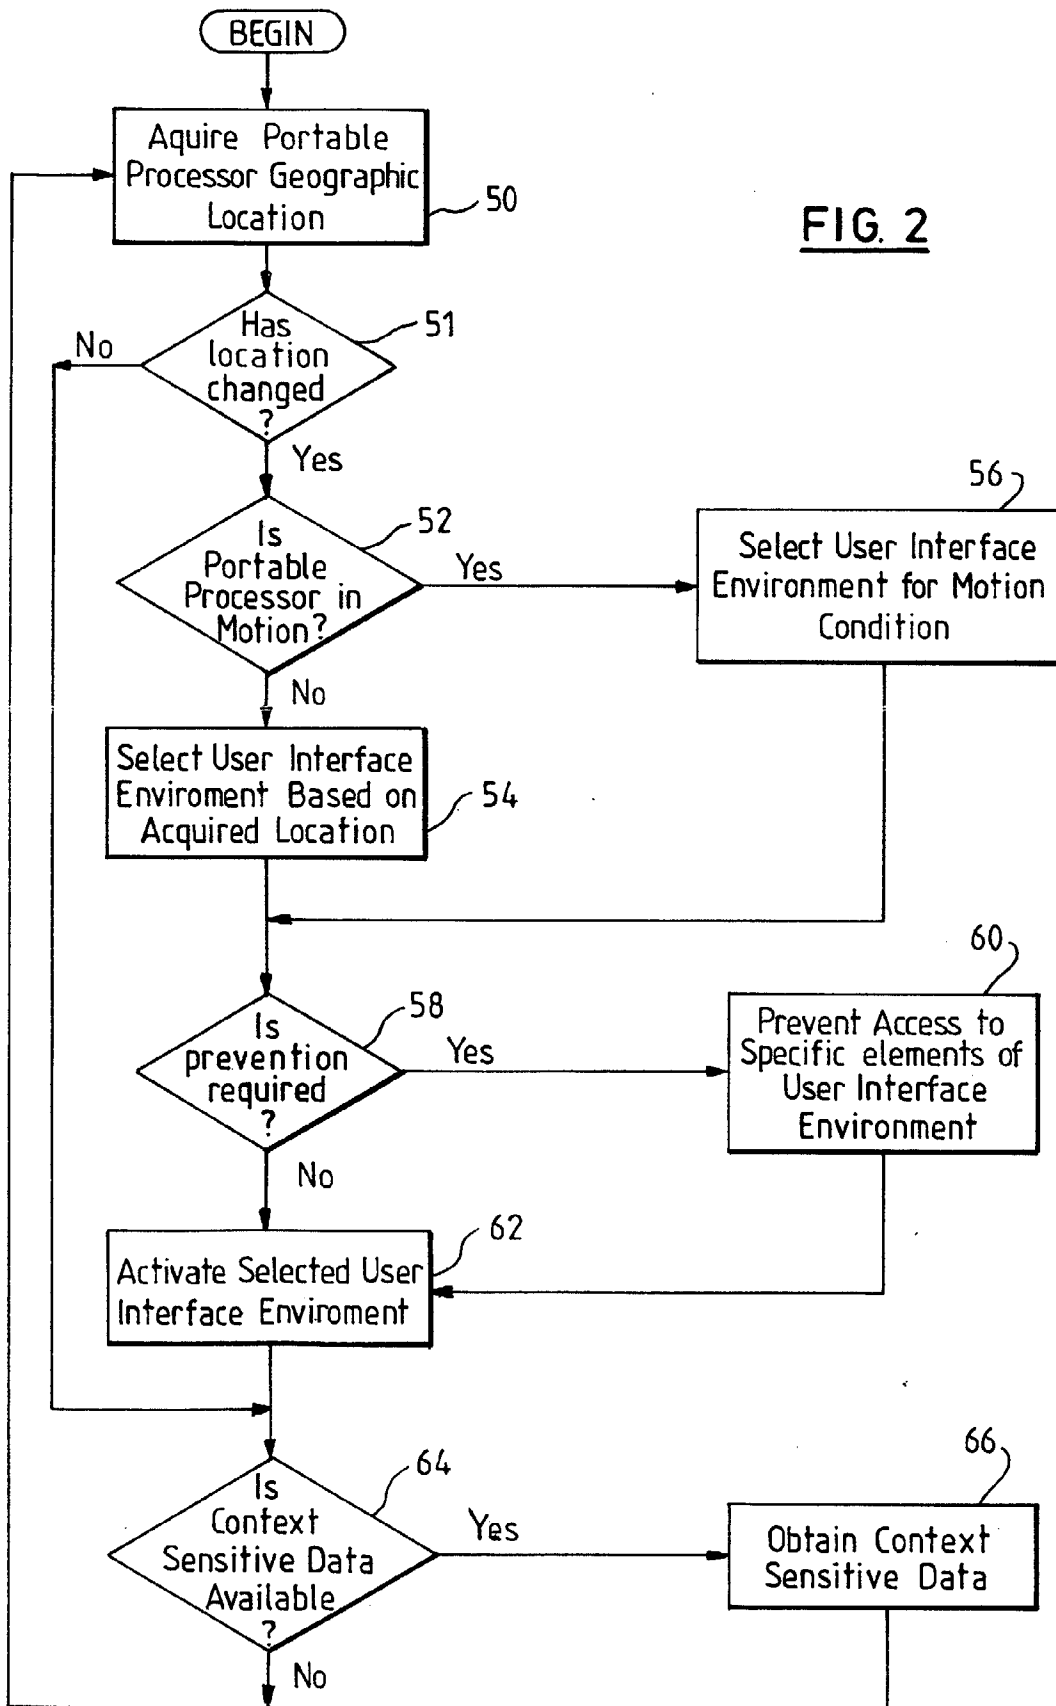 BEGIN
Aquire Portable
Processor Geographic
Location
50
FIG. 2
Has
location
changed
?
51
No
Yes
Is
Portable
Processor in
Motion?
52
Yes
56
Select User Interface
Environment for Motion
Condition
No
Select User Interface
Enviroment Based on
Acquired Location
54
Is
prevention
required
?
58
Yes
60
Prevent Access to
Specific elements of
User Interface
Environment
No
62
Activate Selected User
Interface Enviroment
Is
Context
Sensitive Data
Available
?
64
Yes
66
Obtain Context
Sensitive Data
No